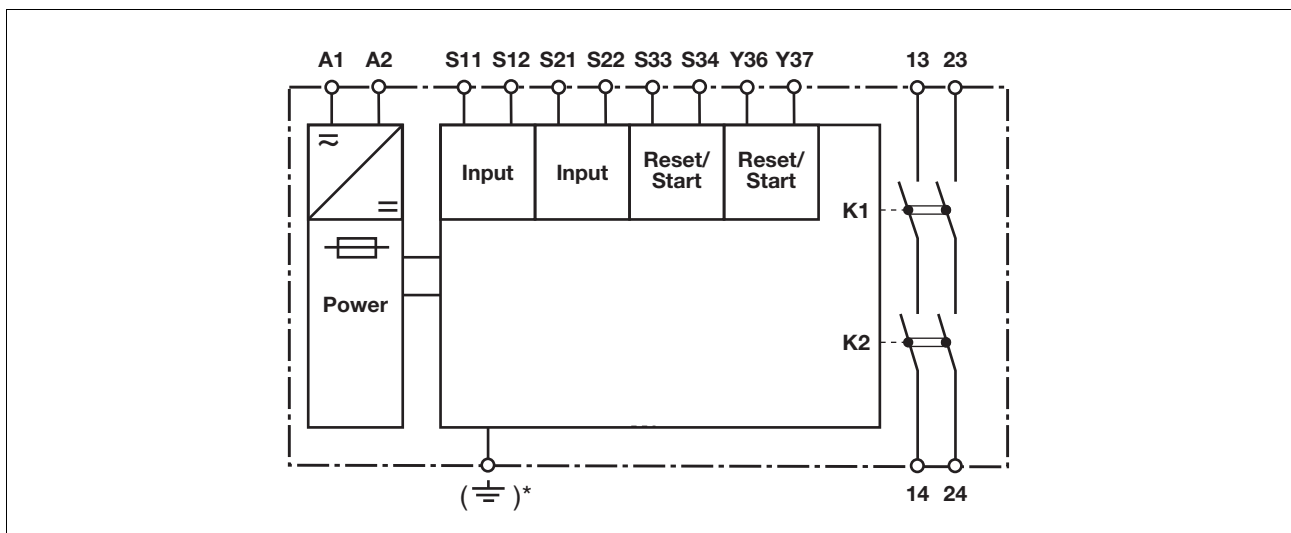 A1 A2 S11 S12 S21 S22 S33 S34 Y36 Y37 13 23
Input Input Reset/ Reset/
Start Start
K1
Power
K2
( )*
14 24